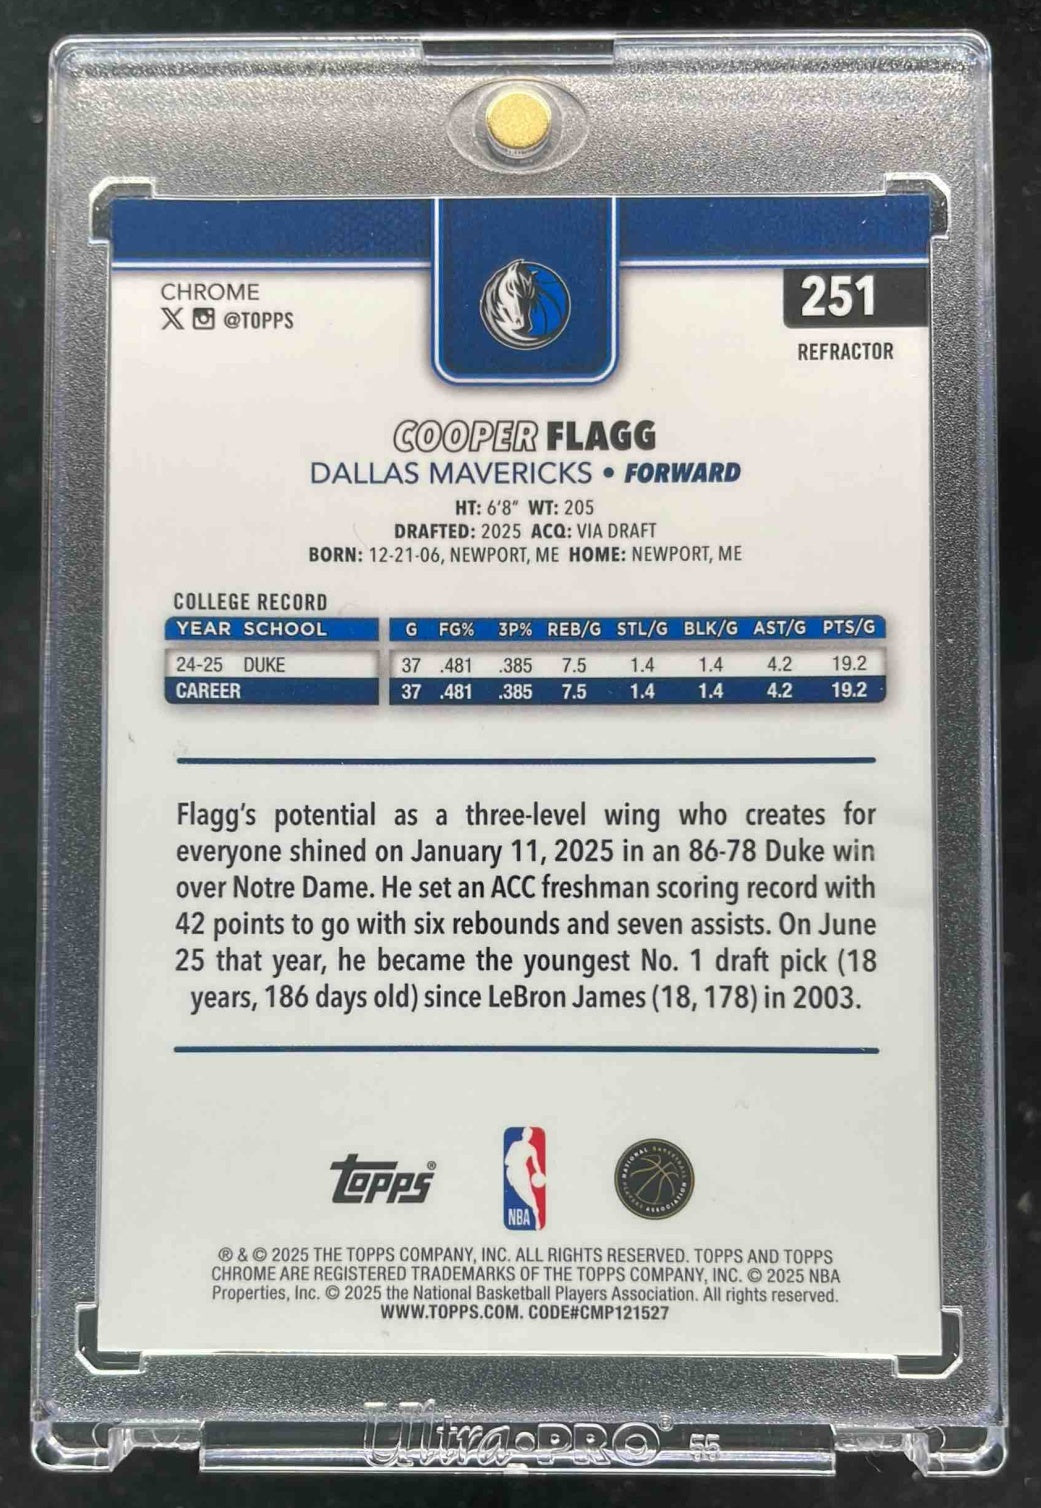 CHROME
@TOPPS
251
REFRACTOR
COOPER FLAGG
DALLAS MAVERICKS • FORWARD
HT: 6'8" WT: 205
DRAFTED: 2025 ACQ: VIA DRAFT
BORN: 12-21-06, NEWPORT, ME HOME: NEWPORT, ME
COLLEGE RECORD
YEAR SCHOOL G FG% 3P% REB/G STL/G BLK/G AST/G PTS/G
24-25 DUKE 37 .481 .385 7.5 1.4 1.4 4.2 19.2
CAREER 37 .481 .385 7.5 1.4 1.4 4.2 19.2
Flagg's potential as a three-level wing who creates for
everyone shined on January 11, 2025 in an 86-78 Duke win
over Notre Dame. He set an ACC freshman scoring record with
42 points to go with six rebounds and seven assists. On June
25 that year, he became the youngest No. 1 draft pick (18
years, 186 days old) since LeBron James (18, 178) in 2003.
Topps®
NBA
NATIONAL BASKETBALL PLAYERS ASSOCIATION
® & © 2025 THE TOPPS COMPANY, INC. ALL RIGHTS RESERVED. TOPPS AND TOPPS
CHROME ARE REGISTERED TRADEMARKS OF THE TOPPS COMPANY, INC. © 2025 NBA
Properties, Inc. © 2025 the National Basketball Players Association. All rights reserved.
WWW.TOPPS.COM. CODE#CMP121527
Ultra•PRO® 55